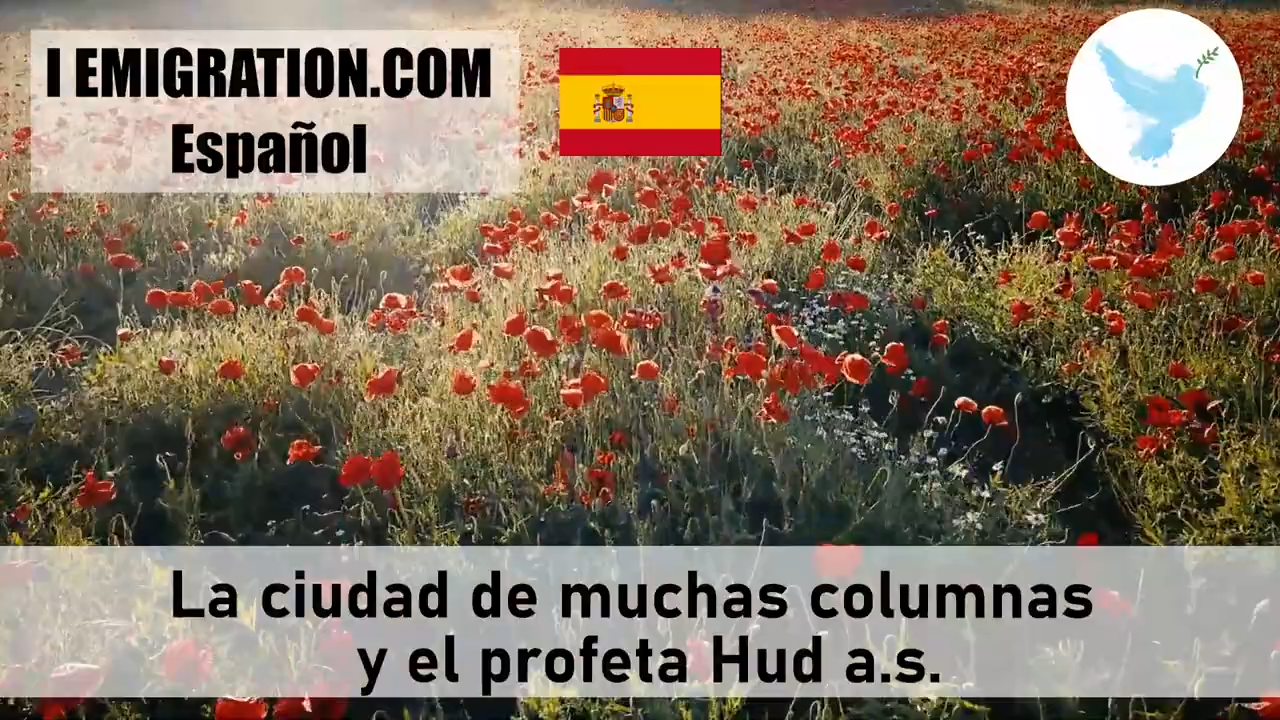 I EMIGRATION.COM
Español
La ciudad de muchas columnas
y el profeta Hud a.s.